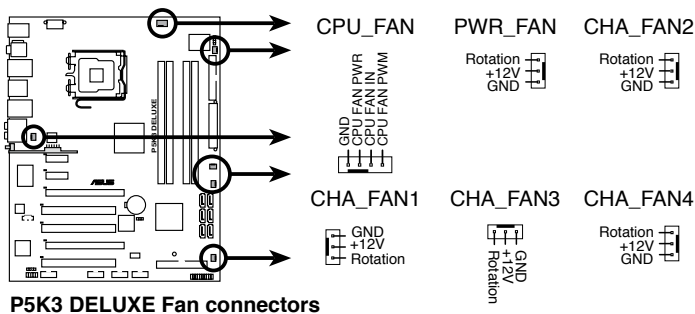 CPU_FAN
PWR_FAN
CHA_FAN2
GND
CPU FAN PWR
CPU FAN IN
CPU FAN PWM
Rotation
+12V
GND
Rotation
+12V
GND
P5K3 DELUXE
/ISUS
CHA_FAN1
CHA_FAN3
CHA_FAN4
GND
+12V
Rotation
Rotation
+12V
GND
Rotation
+12V
GND
P5K3 DELUXE Fan connectors